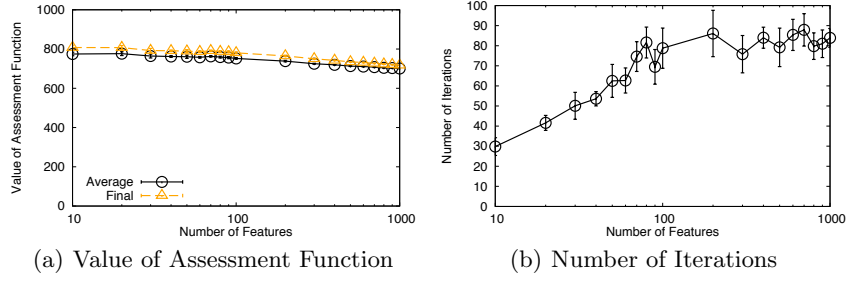 Value of Assessment Function
1000
800
600
400
200
0
Average
Final
10 100 1000
Number of Features
(a) Value of Assessment Function
Number of Iterations
100
90
80
70
60
50
40
30
20
10
0
10 100 1000
Number of Features
(b) Number of Iterations